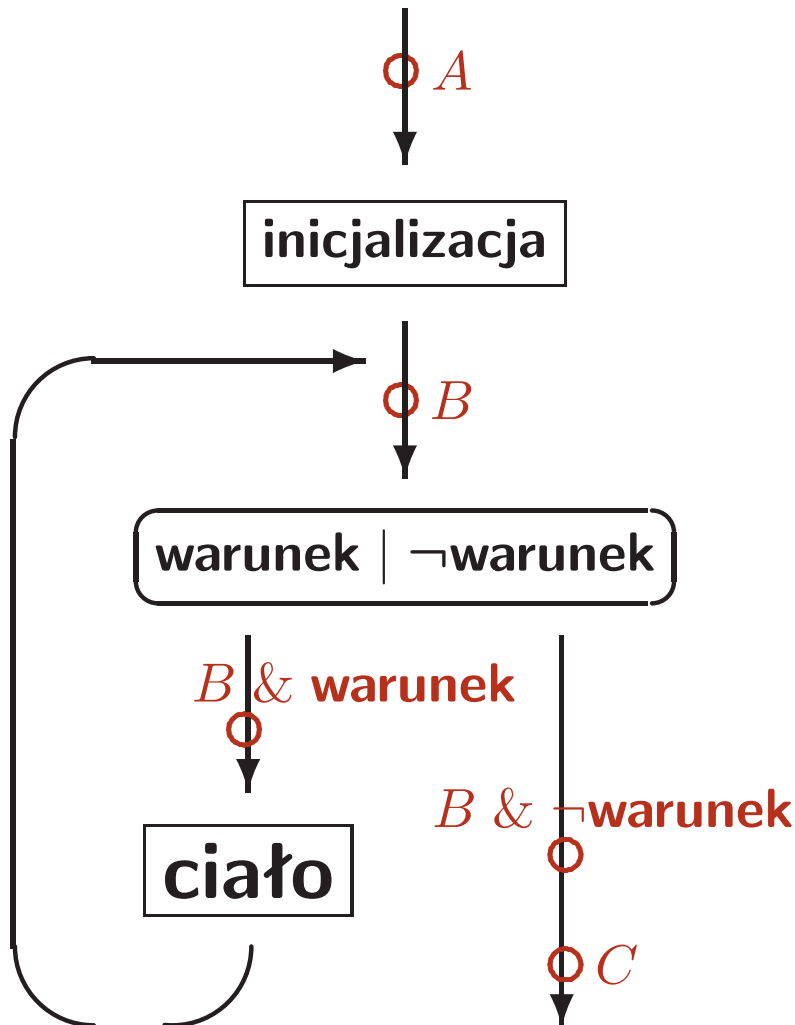 A
inicjalizacja
B
warunek | ¬warunek
B & warunek
B & ¬warunek
ciało
C